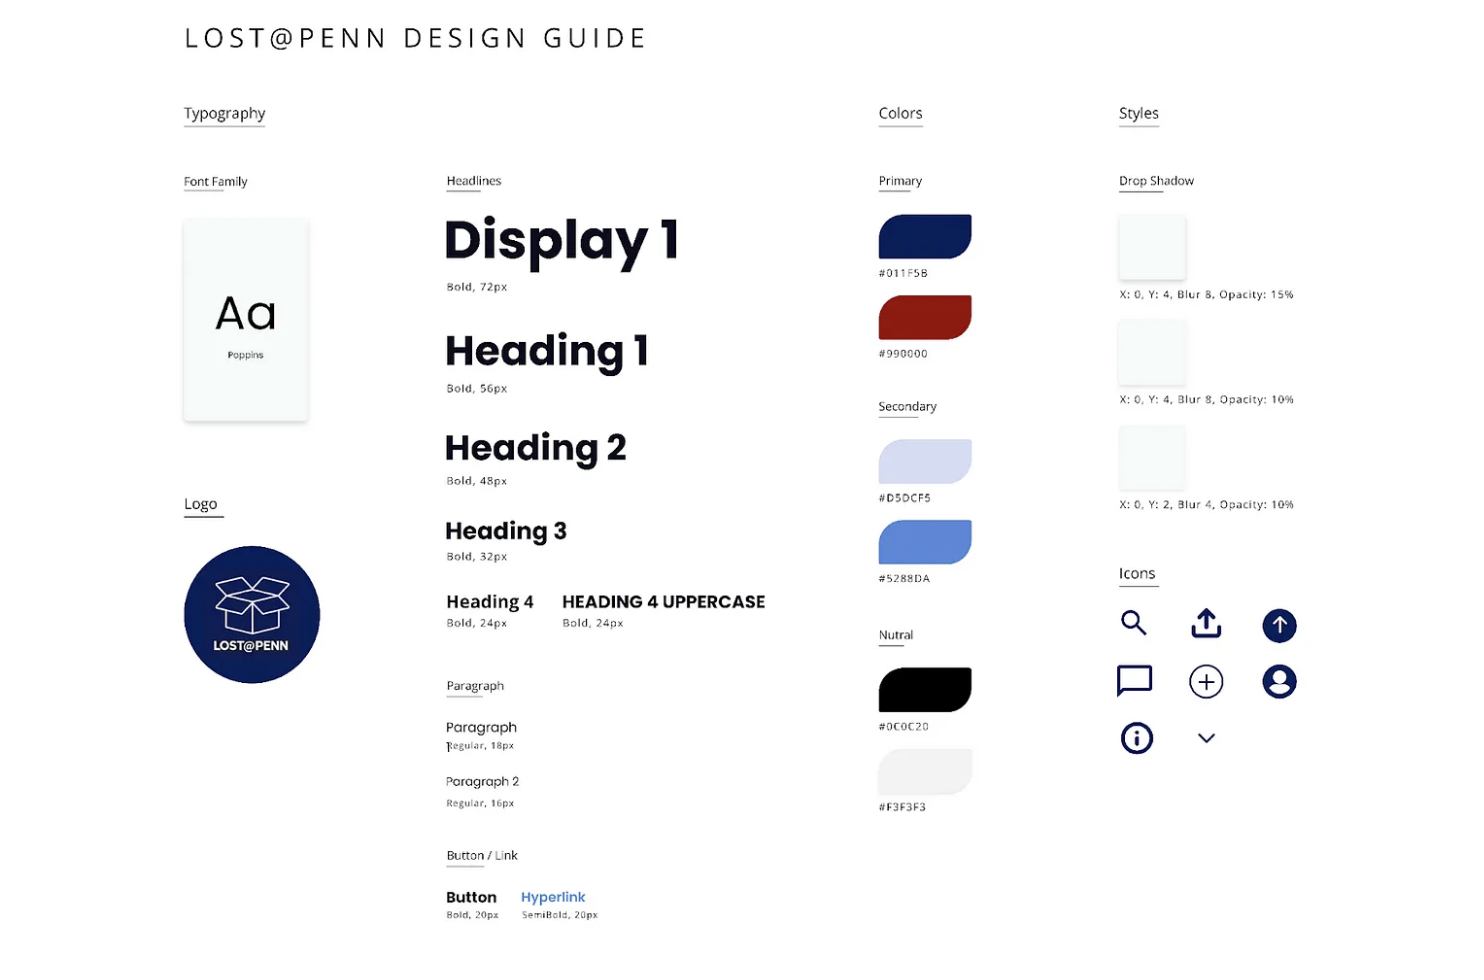 LOST@PENN DESIGN GUIDE
Typography
Font Family
Aa
Poppins
Logo
LOST@PENN
Headlines
Display 1
Bold, 72px
Heading 1
Bold, 56px
Heading 2
Bold, 48px
Heading 3
Bold, 32px
Heading 4 HEADING 4 UPPERCASE
Bold, 24px Bold, 24px
Paragraph
Paragraph
Regular, 18px
Paragraph 2
Regular, 16px
Button / Link
Button Hyperlink
Bold, 20px SemiBold, 20px
Colors
Primary
#011F5B
#990000
Secondary
#D5DCF5
#5288DA
Nutral
#0C0C20
#F3F3F3
Styles
Drop Shadow
X: 0, Y: 4, Blur 8, Opacity: 15%
X: 0, Y: 4, Blur 8, Opacity: 10%
X: 0, Y: 2, Blur 4, Opacity: 10%
Icons